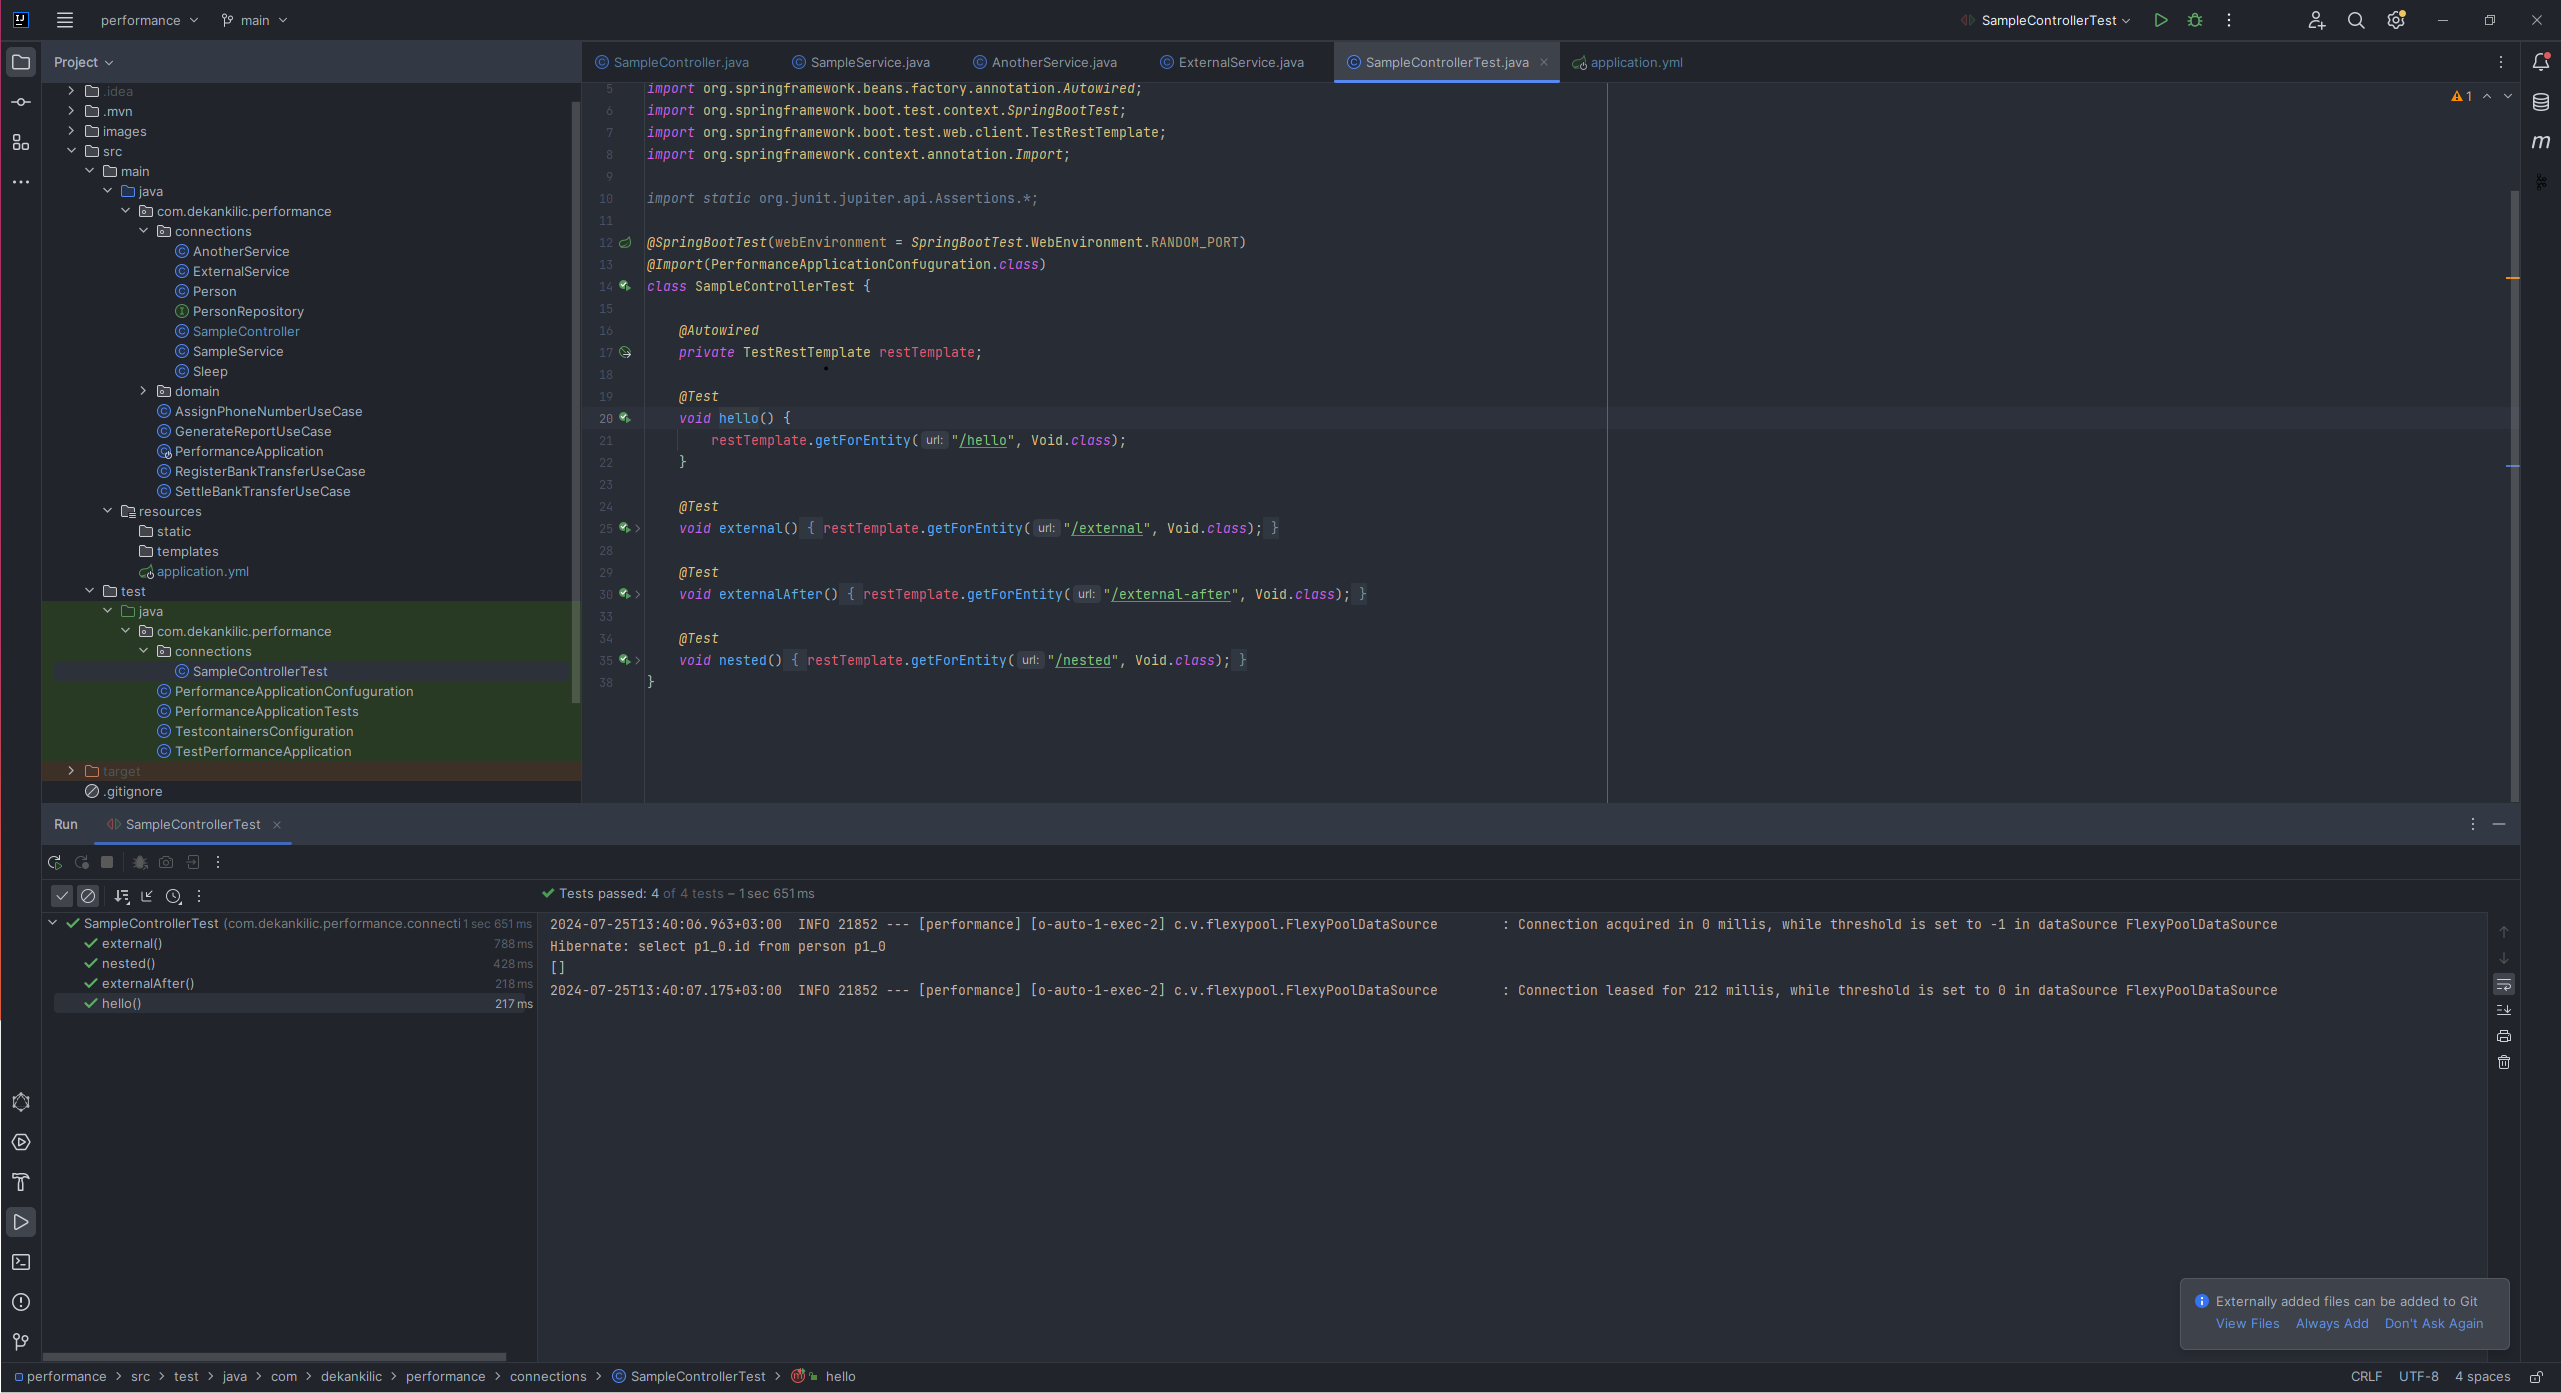 performance
main
SampleControllerTest
Project
SampleController.java
SampleService.java
AnotherService.java
ExternalService.java
SampleControllerTest.java
application.yml
.idea
.mvn
images
src
main
java
com.dekankilic.performance
connections
AnotherService
ExternalService
Person
PersonRepository
SampleController
SampleService
Sleep
domain
AssignPhoneNumberUseCase
GenerateReportUseCase
PerformanceApplication
RegisterBankTransferUseCase
SettleBankTransferUseCase
resources
static
templates
application.yml
test
java
com.dekankilic.performance
connections
SampleControllerTest
PerformanceApplicationConfuguration
PerformanceApplicationTests
TestcontainersConfiguration
TestPerformanceApplication
target
.gitignore
1
5 import org.springframework.beans.factory.annotation.Autowired;
6 import org.springframework.boot.test.context.SpringBootTest;
7 import org.springframework.boot.test.web.client.TestRestTemplate;
8 import org.springframework.context.annotation.Import;
9
10 import static org.junit.jupiter.api.Assertions.*;
11
12 @SpringBootTest(webEnvironment = SpringBootTest.WebEnvironment.RANDOM_PORT)
13 @Import(PerformanceApplicationConfuguration.class)
14 class SampleControllerTest {
15
16 @Autowired
17 private TestRestTemplate restTemplate;
18
19 @Test
20 void hello() {
21 restTemplate.getForEntity( url: "/hello", Void.class);
22 }
23
24 @Test
25 void external() { restTemplate.getForEntity( url: "/external", Void.class); }
28
29 @Test
30 void externalAfter() { restTemplate.getForEntity( url: "/external-after", Void.class); }
33
34 @Test
35 void nested() { restTemplate.getForEntity( url: "/nested", Void.class); }
38 }
Run
SampleControllerTest
Tests passed: 4 of 4 tests – 1 sec 651 ms
SampleControllerTest (com.dekankilic.performance.connecti 1 sec 651 ms
external() 788 ms
nested() 428 ms
externalAfter() 218 ms
hello() 217 ms
2024-07-25T13:40:06.963+03:00 INFO 21852 --- [performance] [o-auto-1-exec-2] c.v.flexypool.FlexyPoolDataSource : Connection acquired in 0 millis, while threshold is set to -1 in dataSource FlexyPoolDataSource
Hibernate: select p1_0.id from person p1_0
[]
2024-07-25T13:40:07.175+03:00 INFO 21852 --- [performance] [o-auto-1-exec-2] c.v.flexypool.FlexyPoolDataSource : Connection leased for 212 millis, while threshold is set to 0 in dataSource FlexyPoolDataSource
Externally added files can be added to Git
View Files Always Add Don't Ask Again
performance > src > test > java > com > dekankilic > performance > connections > SampleControllerTest > hello
CRLF UTF-8 4 spaces